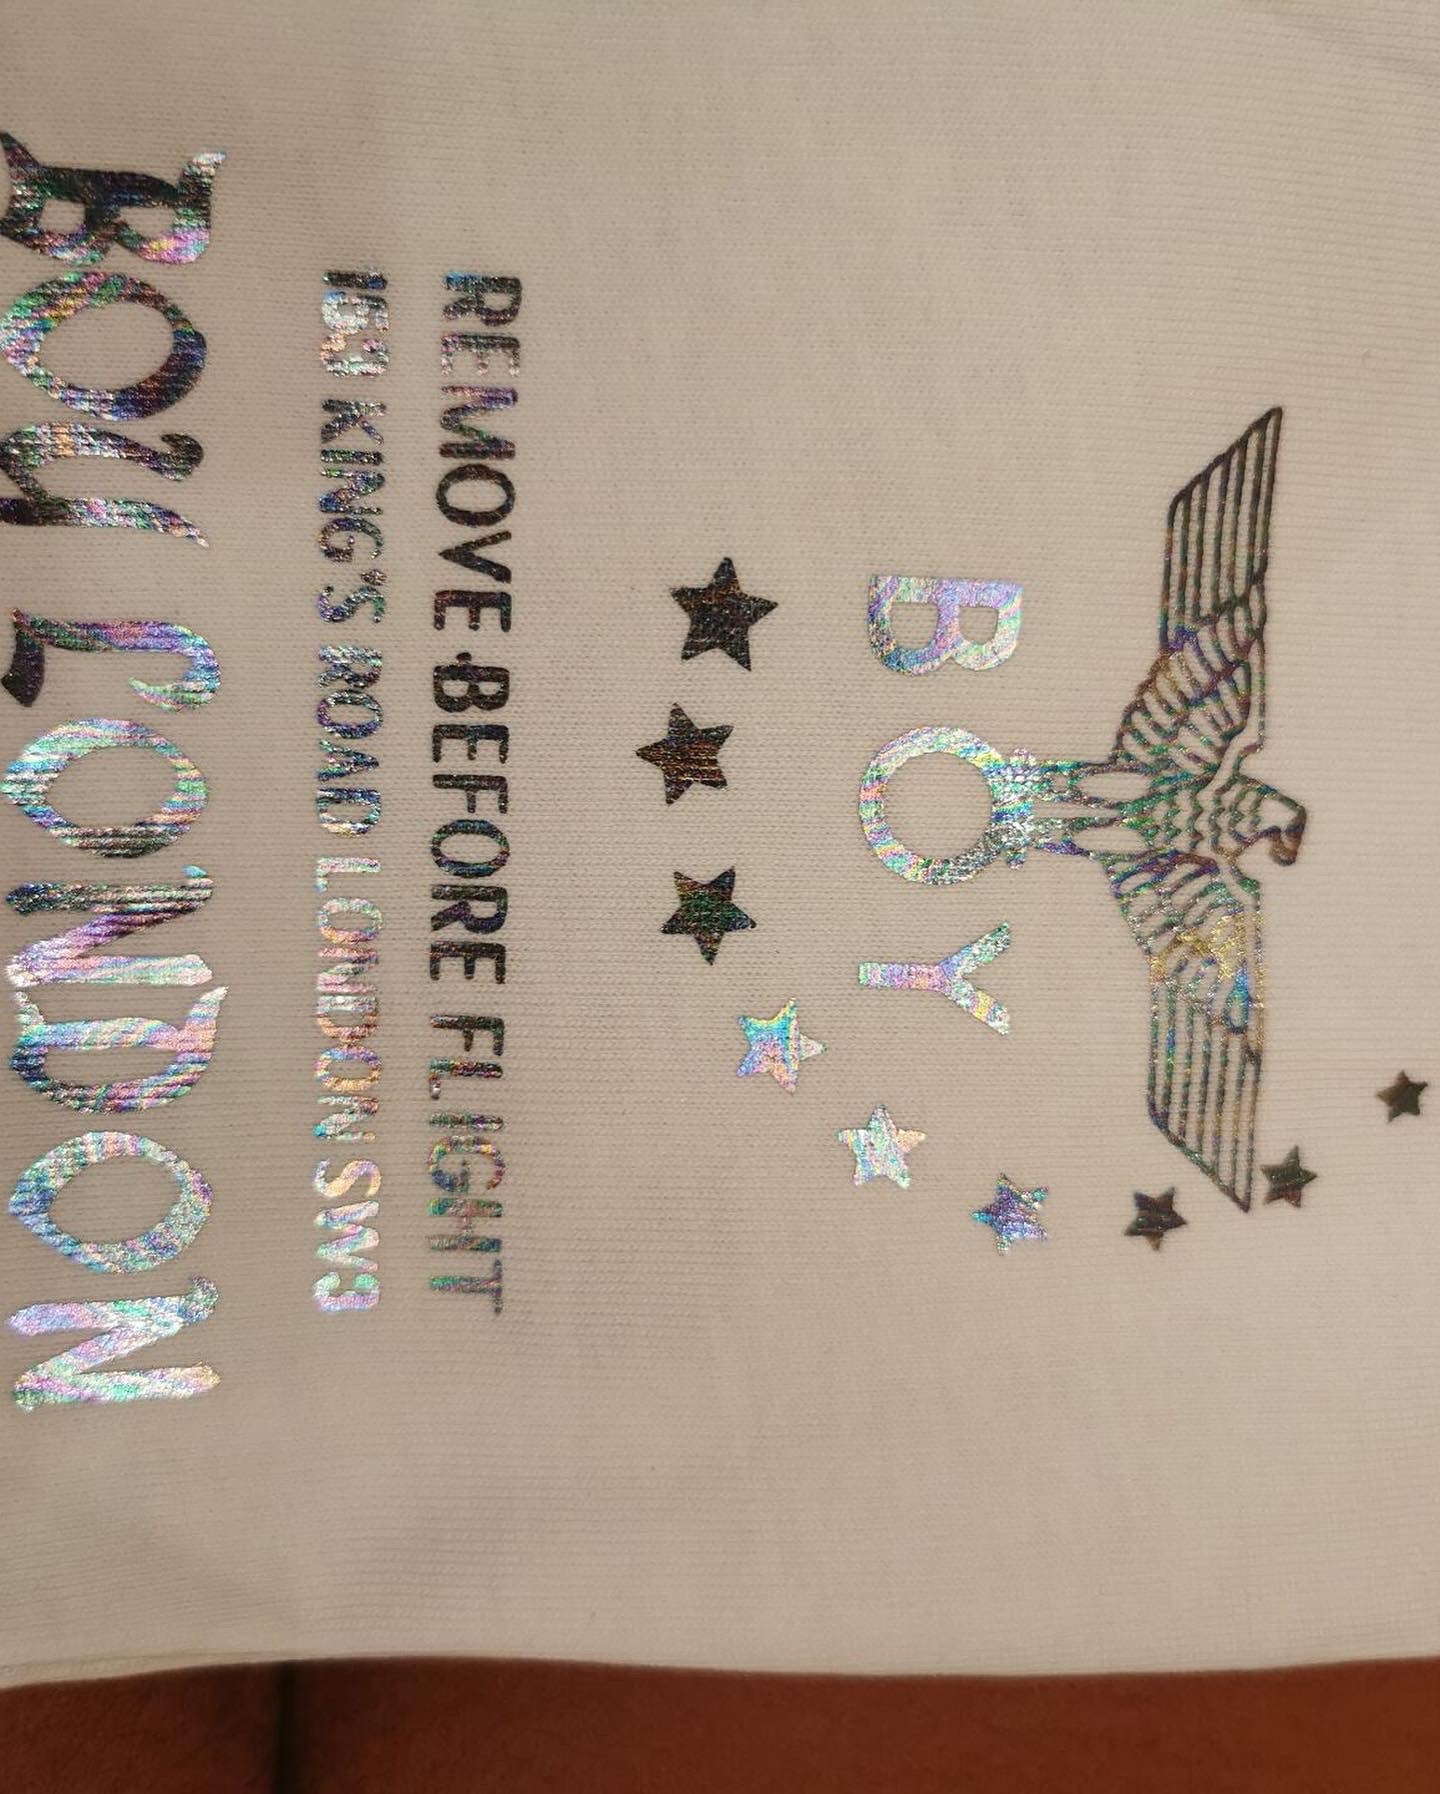 BOY
REMOVE BEFORE FLIGHT
153 KING'S ROAD LONDON SW3
BOY LONDON